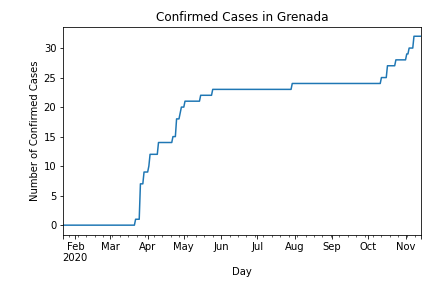 Confirmed Cases in Grenada
Number of Confirmed Cases
30
25
20
15
10
5
0
Feb Mar Apr May Jun Jul Aug Sep Oct Nov
2020
Day